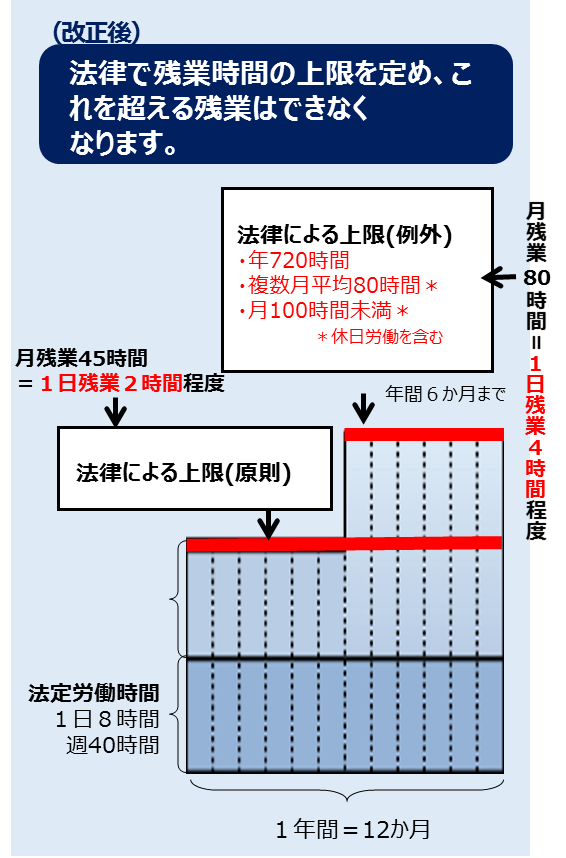 （改正後）
法律で残業時間の上限を定め、こ
れを超える残業はできなく
なります。
法律による上限(例外)
・年720時間
・複数月平均80時間＊
・月100時間未満＊
＊休日労働を含む
月残業80時間＝１日残業４時間程度
月残業45時間
＝１日残業２時間程度
年間６か月まで
法律による上限(原則)
法定労働時間
１日８時間
週40時間
１年間＝12か月